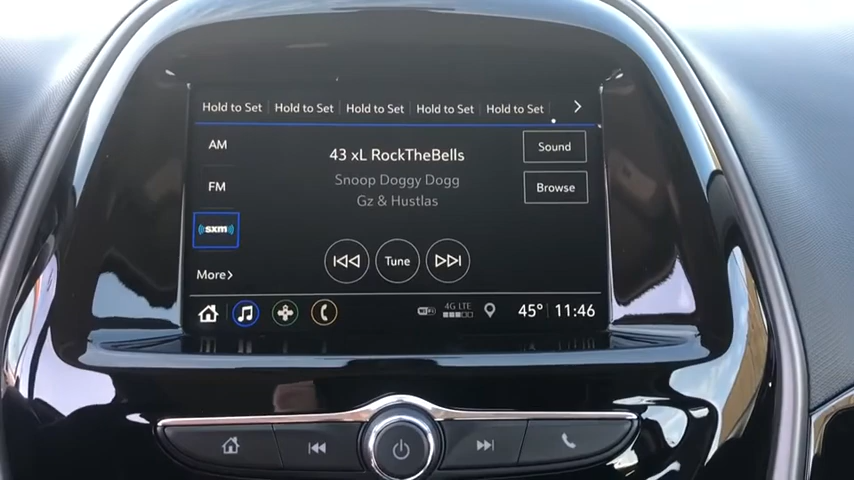 Hold to Set Hold to Set Hold to Set Hold to Set Hold to Set
AM
43 xL RockTheBells
Sound
Snoop Doggy Dogg
FM
Browse
Gz & Hustlas
sxm
Tune
More
4G LTE
WiFi
45° 11:46